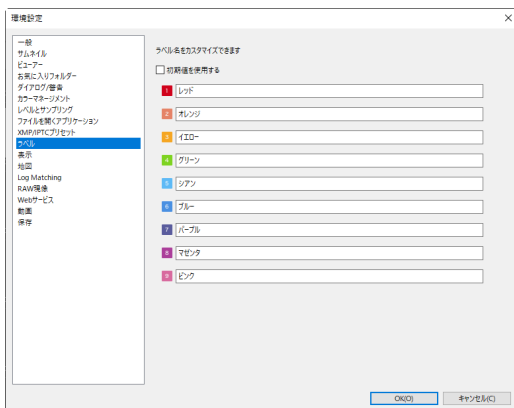 環境設定
一般
サムネイル
ビューアー
お気に入りフォルダー
ダイアログ/警告
カラーマネージメント
レベルとサンプリング
ファイルを開くアプリケーション
XMP/IPTCプリセット
ラベル
表示
地図
Log Matching
RAW現像
Webサービス
動画
保存
ラベル名をカスタマイズできます
初期値を使用する
1 レッド
2 オレンジ
3 イエロー
4 グリーン
5 シアン
6 ブルー
7 パープル
8 マゼンタ
9 ピンク
OK(O) キャンセル(C)